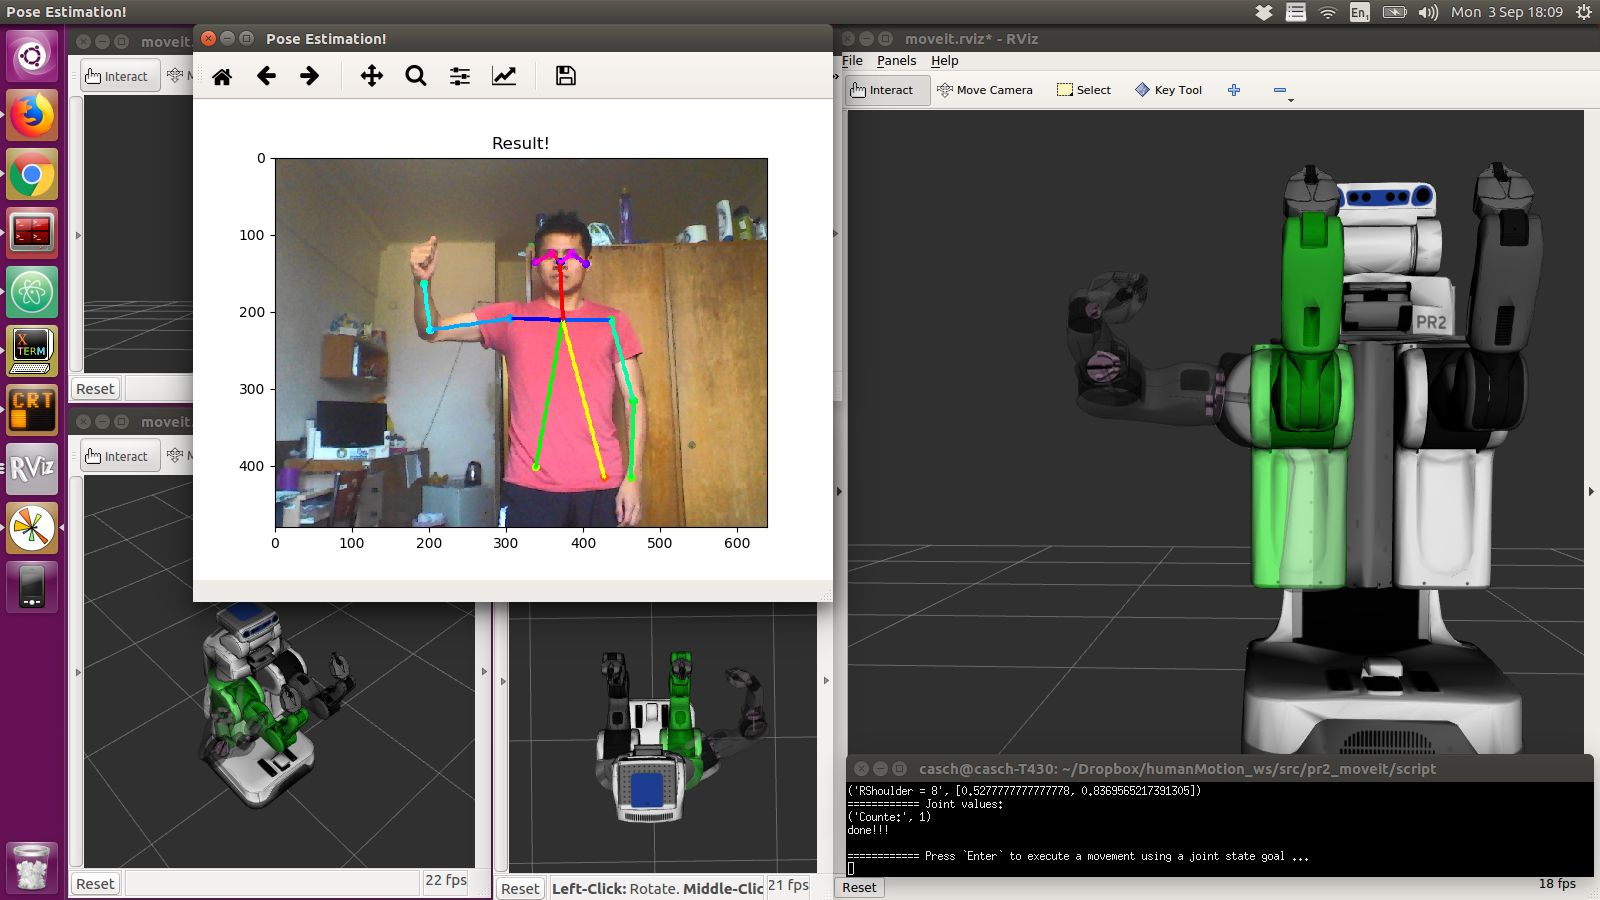 Pose Estimation!
En1
Mon 3 Sep 18:09
moveit.
Pose Estimation!
moveit.rviz* - RViz
File Panels Help
Interact
Interact Move Camera Select Key Tool
Result!
0
100
200
300
400
0 100 200 300 400 500 600
PR2
X
TERM
CRT
RViz
Reset
moveit.
Interact
casch@casch-T430: ~/Dropbox/humanMotion_ws/src/pr2_moveit/script
('RShoulder = 8', [0.5277777777777778, 0.8369565217391305])
============ Joint values:
('Counte:', 1)
done!!!
============ Press `Enter` to execute a movement using a joint state goal ...
Reset 22 fps
Reset Left-Click: Rotate. Middle-Clic 21 fps
Reset 18 fps